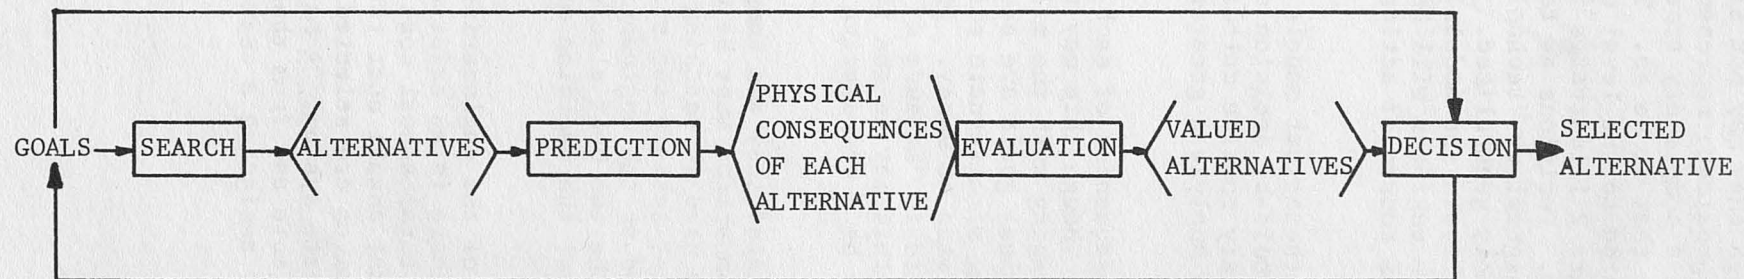 GOALS
SEARCH
ALTERNATIVES
PREDICTION
PHYSICAL
CONSEQUENCES
OF EACH
ALTERNATIVE
EVALUATION
VALUED
ALTERNATIVES
DECISION
SELECTED
ALTERNATIVE